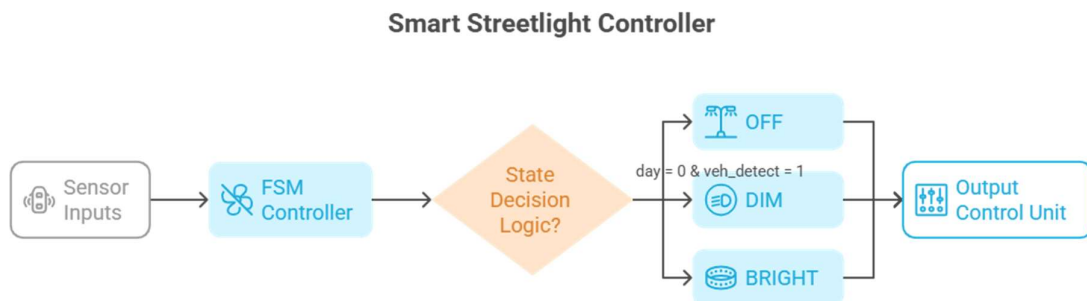 Smart Streetlight Controller
Sensor
Inputs
FSM
Controller
State
Decision
Logic?
OFF
day = 0 & veh_detect = 1
DIM
BRIGHT
Output
Control Unit